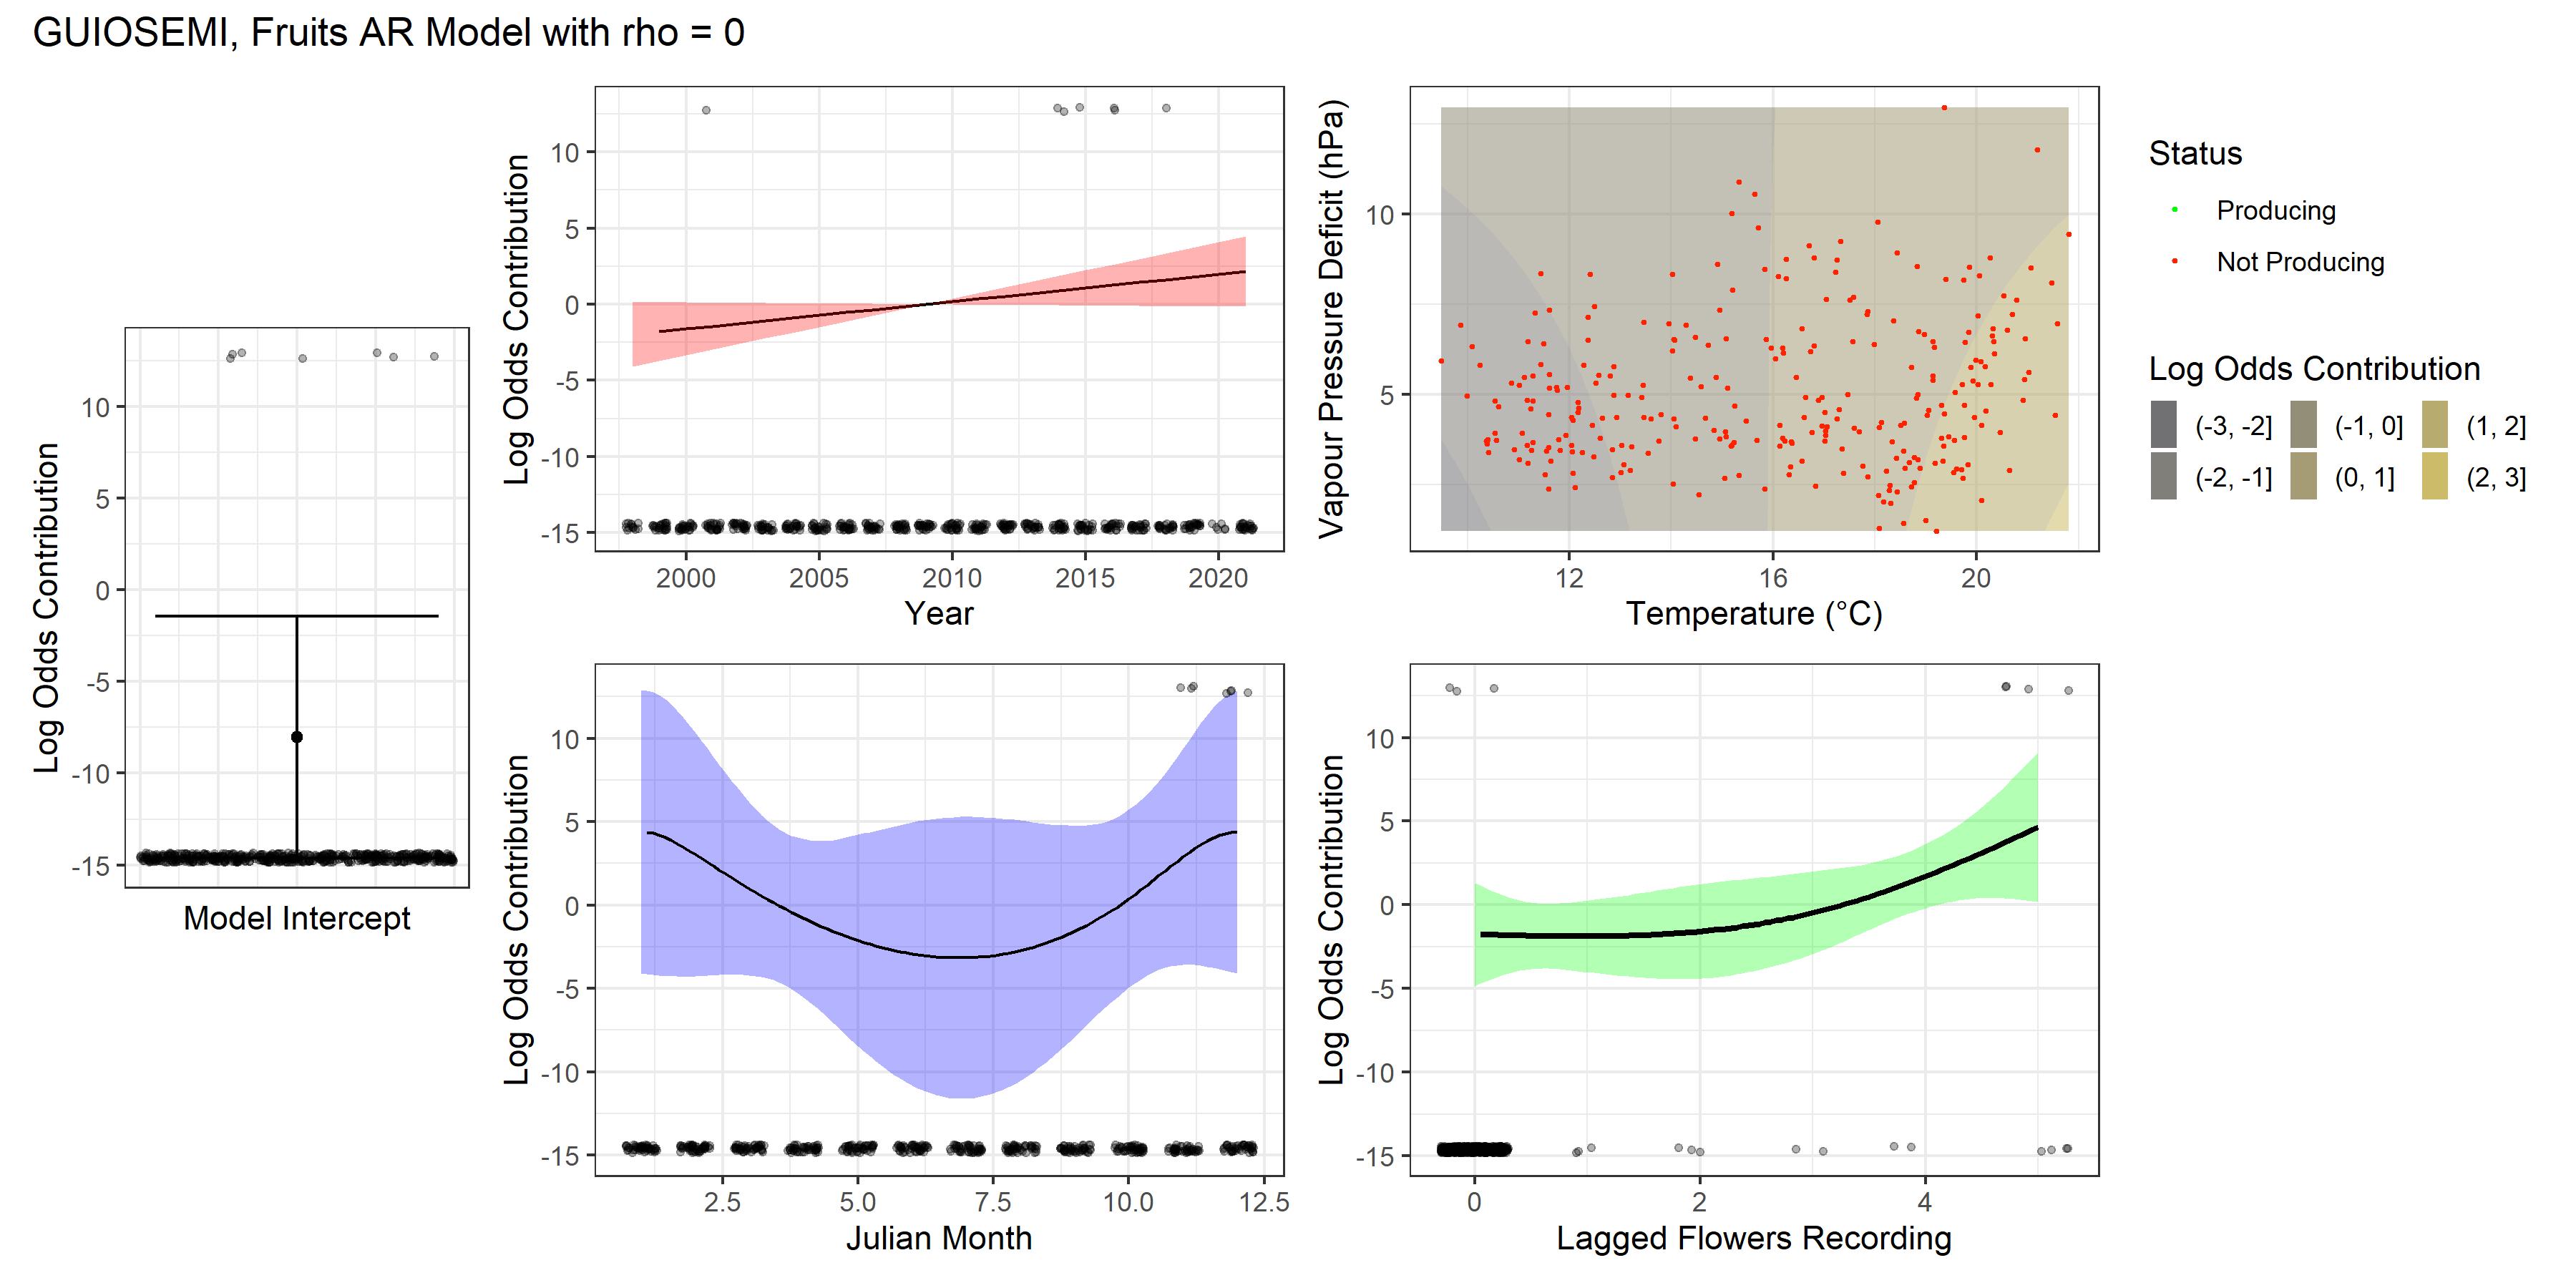 GUIOSEMI, Fruits AR Model with rho = 0
Log Odds Contribution
10
5
0
-5
-10
-15
Model Intercept
Log Odds Contribution
10
5
0
-5
-10
-15
2000 2005 2010 2015 2020
Year
Vapour Pressure Deficit (hPa)
10
5
12 16 20
Temperature (°C)
Status
Producing
Not Producing
Log Odds Contribution
(-3, -2] (-1, 0] (1, 2]
(-2, -1] (0, 1] (2, 3]
Log Odds Contribution
10
5
0
-5
-10
-15
2.5 5.0 7.5 10.0 12.5
Julian Month
Log Odds Contribution
10
5
0
-5
-10
-15
0 2 4
Lagged Flowers Recording